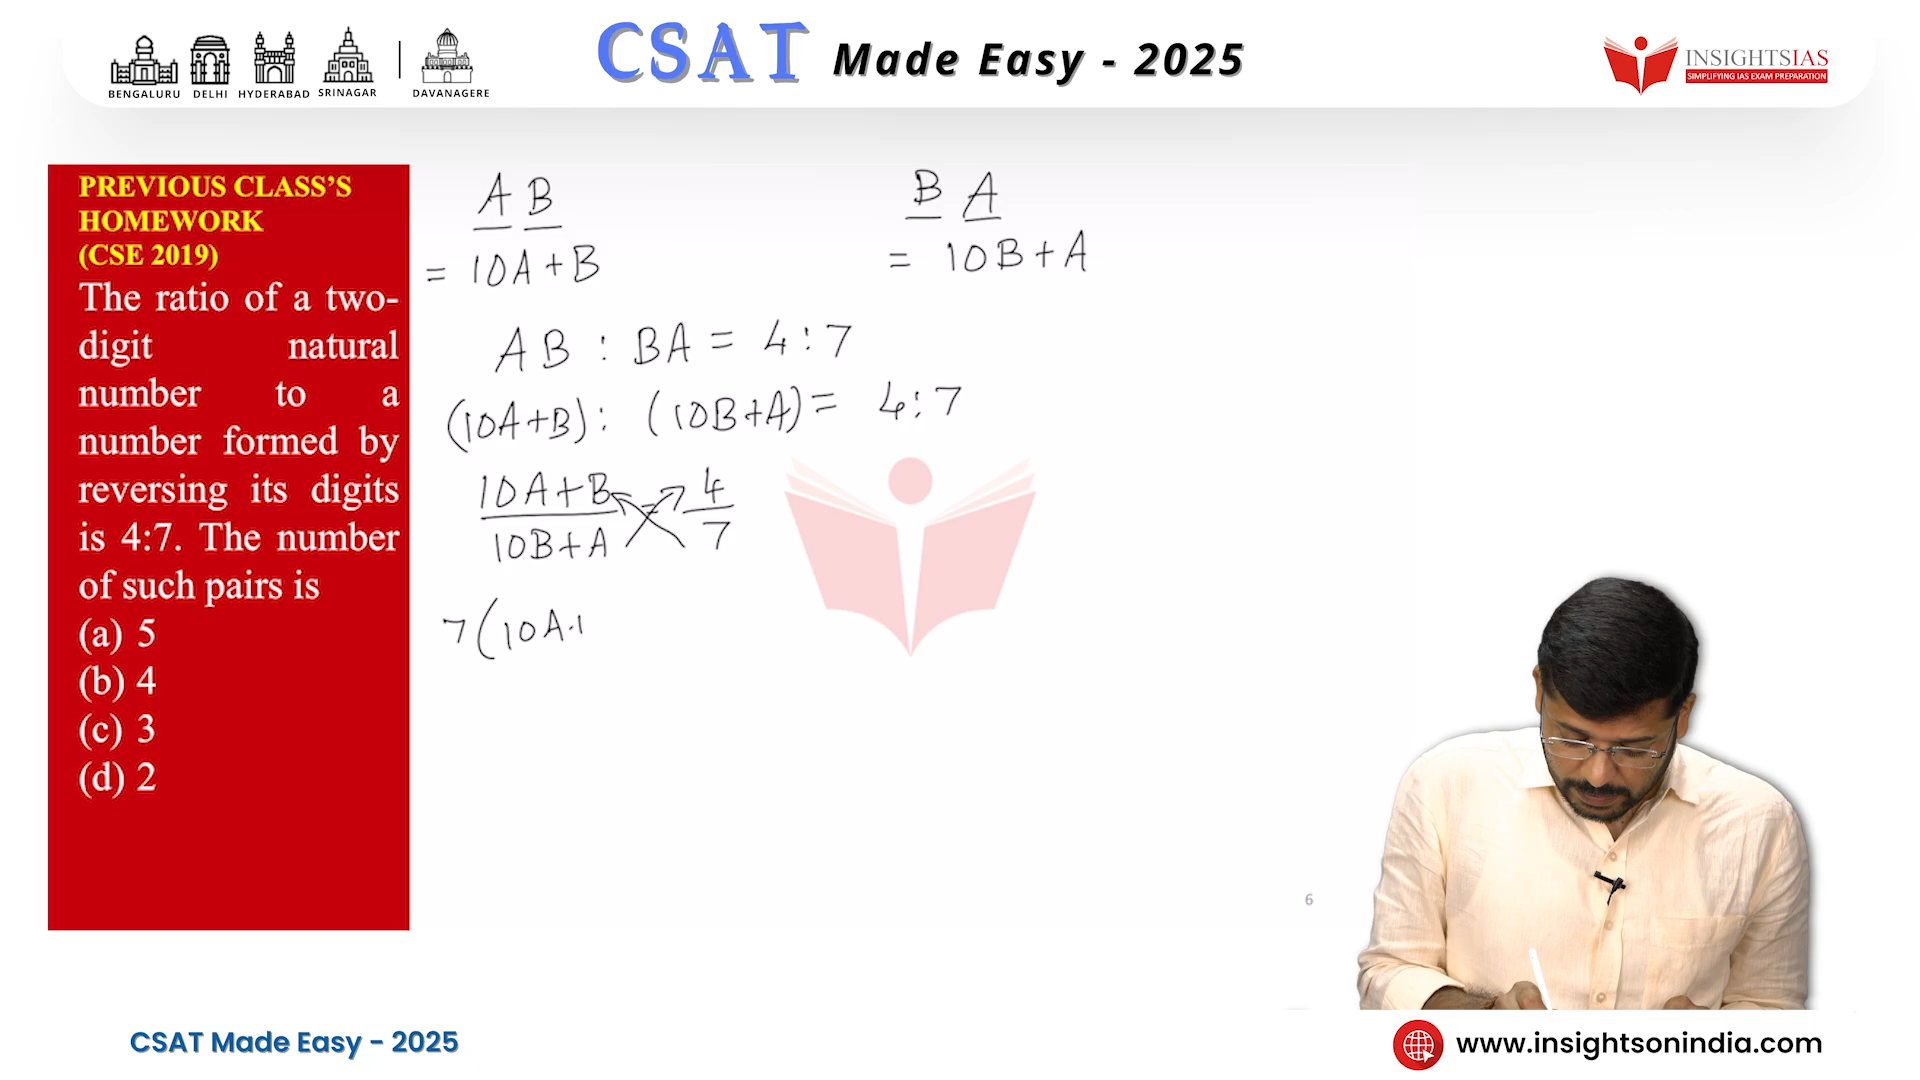 BENGALURU DELHI HYDERABAD SRINAGAR DAVANAGERE
CSAT Made Easy - 2025
INSIGHTSIAS
SIMPLIFYING IAS EXAM PREPARATION
PREVIOUS CLASS'S
HOMEWORK
(CSE 2019)
The ratio of a two-
digit natural
number to a
number formed by
reversing its digits
is 4:7. The number
of such pairs is
(a) 5
(b) 4
(c) 3
(d) 2
A B
= 10A+B
B A
= 10B+A
AB : BA = 4:7
(10A+B) : (10B+A) = 4:7
10A+B = 4
10B+A 7
7(10A
6
CSAT Made Easy - 2025
www.insightsonindia.com